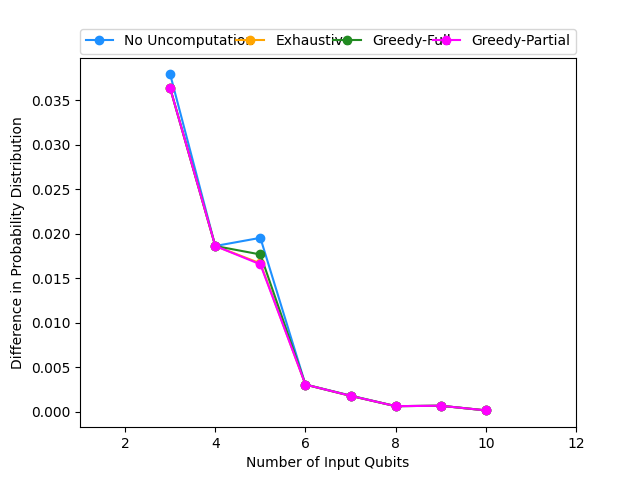 No Uncomputation Exhaustive Greedy-Full Greedy-Partial
Difference in Probability Distribution
0.035
0.030
0.025
0.020
0.015
0.010
0.005
0.000
2 4 6 8 10 12
Number of Input Qubits